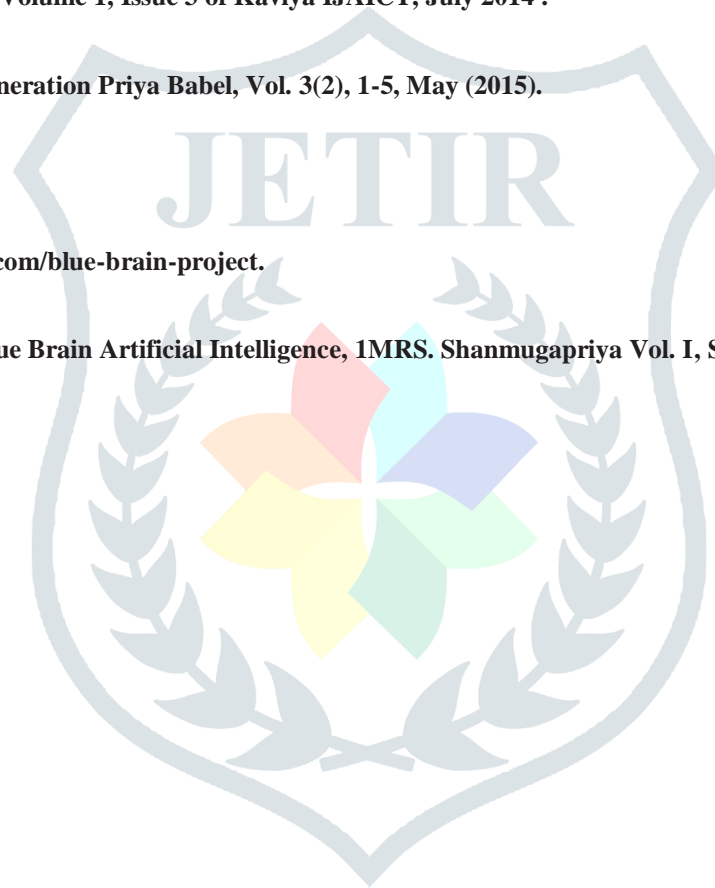 Volume 1, Issue 3 of Kaviya IJAICT, July 2014 .
neration Priya Babel, Vol. 3(2), 1-5, May (2015).
JETIR
com/blue-brain-project.
ue Brain Artificial Intelligence, 1MRS. Shanmugapriya Vol. I, S